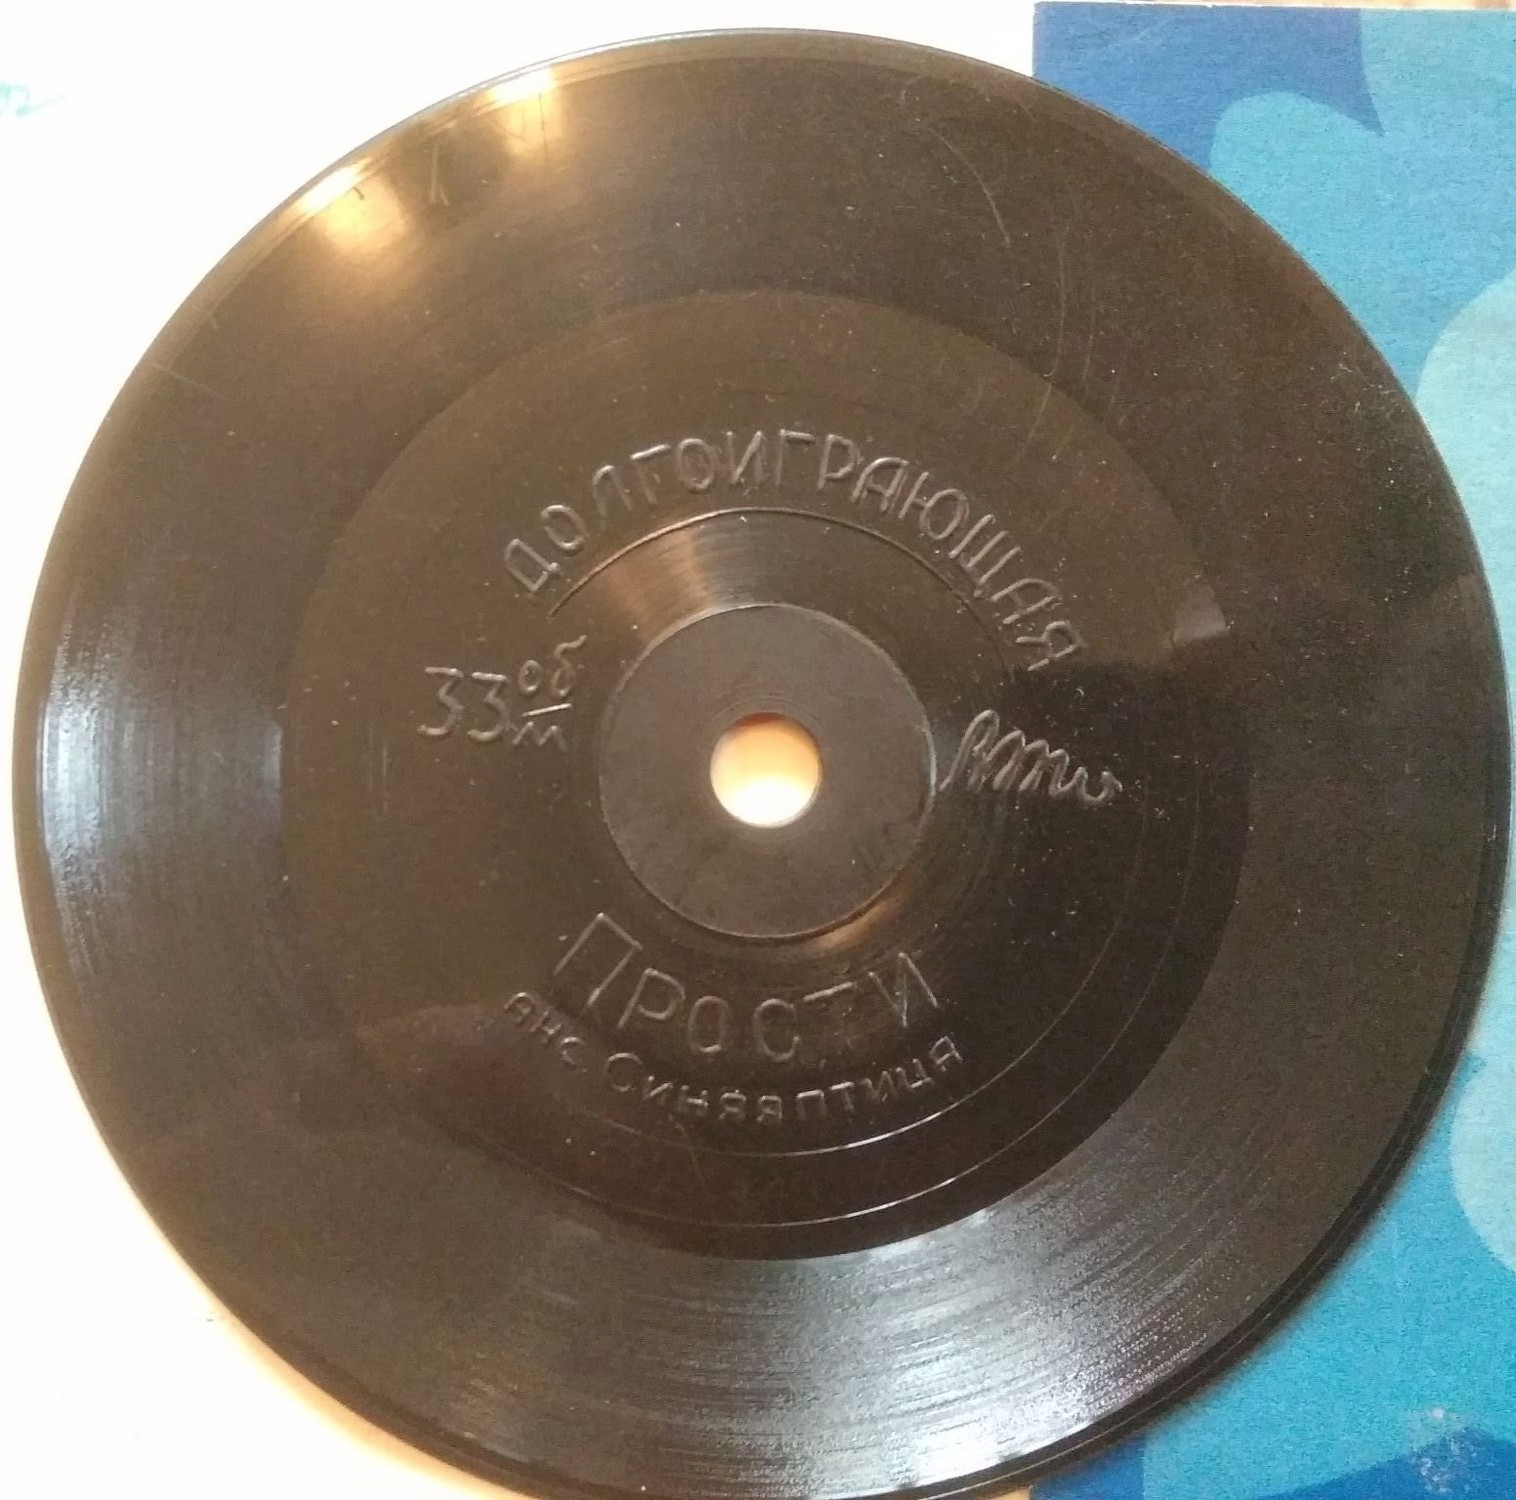 ДОЛГОИГРАЮЩАЯ
33 об/м
ПРОСТИ
АНС. СИНЯЯ ПТИЦА